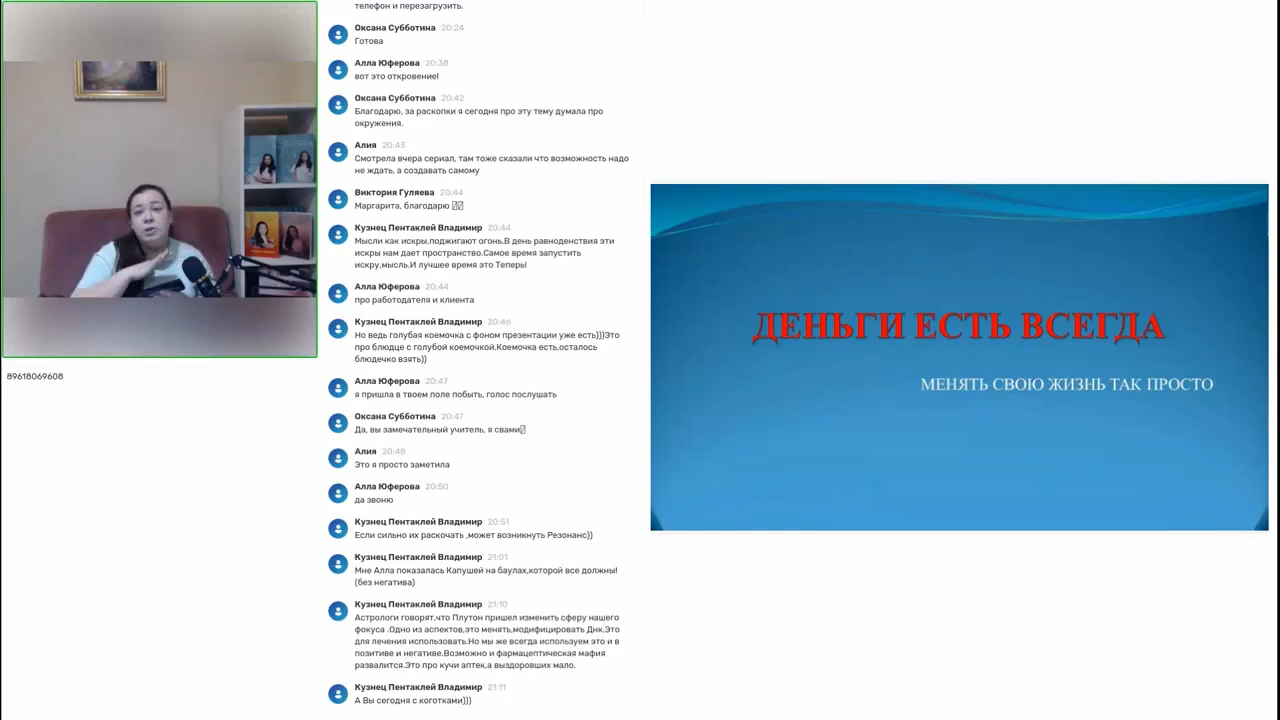 телефон и перезагрузить.
Оксана Субботина 20:24
Готова
Алла Юферова 20:38
вот это откровение!
Оксана Субботина 20:42
Благодарю, за раскопки я сегодня про эту тему думала про
окружения.
Алия 20:43
Смотрела вчера сериал, там тоже сказали что возможность надо
не ждать, а создавать самому
Виктория Гуляева 20:44
Маргарита, благодарю
Кузнец Пентаклей Владимир 20:44
Мысли как искры,поджигают огонь.В день равноденствия эти
искры нам дает пространство.Самое время запустить
искру,мысль.И лучшее время это Теперь!
Алла Юферова 20:44
про работодателя и клиента
Кузнец Пентаклей Владимир 20:46
Но ведь голубая коемочка с фоном презентации уже есть)))Это
про блюдце с голубой коемочкой.Коемочка есть,осталось
блюдечко взять))
Алла Юферова 20:47
я пришла в твоем поле побыть, голос послушать
Оксана Субботина 20:47
Да, вы замечательный учитель, я свами
Алия 20:48
Это я просто заметила
Алла Юферова 20:50
да звоню
Кузнец Пентаклей Владимир 20:51
Если сильно их раскочать ,может возникнуть Резонанс))
Кузнец Пентаклей Владимир 21:01
Мне Алла показалась Капушей на баулах,которой все должны!
(без негатива)
Кузнец Пентаклей Владимир 21:10
Астрологи говорят,что Плутон пришел изменить сферу нашего
фокуса .Одно из аспектов,это менять,модифицировать Днк.Это
для лечения использовать.Но мы же всегда используем это и в
позитиве и негативе.Возможно и фармацептическая мафия
развалится.Это про кучи аптек,а выздоровших мало.
Кузнец Пентаклей Владимир 21:11
А Вы сегодня с коготками)))
89618069608
ДЕНЬГИ ЕСТЬ ВСЕГДА
МЕНЯТЬ СВОЮ ЖИЗНЬ ТАК ПРОСТО